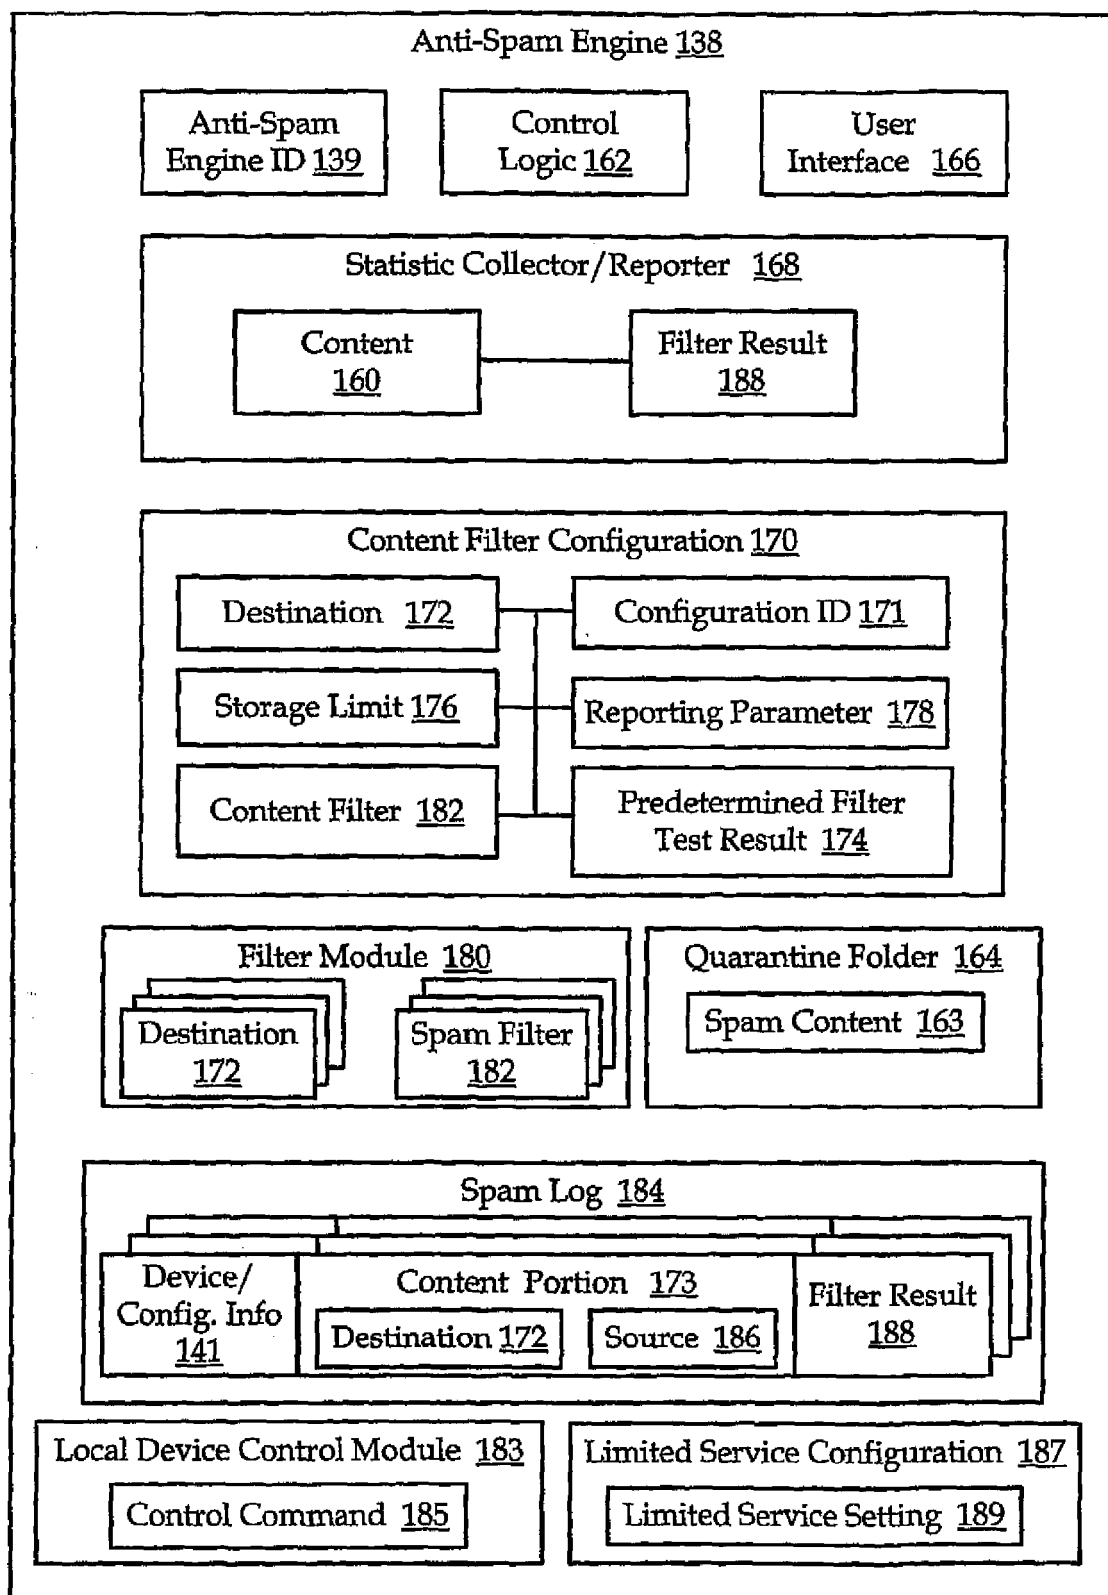 Anti-Spam Engine 138
Anti-Spam
Engine ID 139
Control
Logic 162
User
Interface 166
Statistic Collector/Reporter 168
Content
160
Filter Result
188
Content Filter Configuration 170
Destination 172
Configuration ID 171
Storage Limit 176
Reporting Parameter 178
Content Filter 182
Predetermined Filter
Test Result 174
Filter Module 180
Destination
172
Spam Filter
182
Quarantine Folder 164
Spam Content 163
Spam Log 184
Device/
Config. Info
141
Content Portion 173
Destination 172
Source 186
Filter Result
188
Local Device Control Module 183
Control Command 185
Limited Service Configuration 187
Limited Service Setting 189